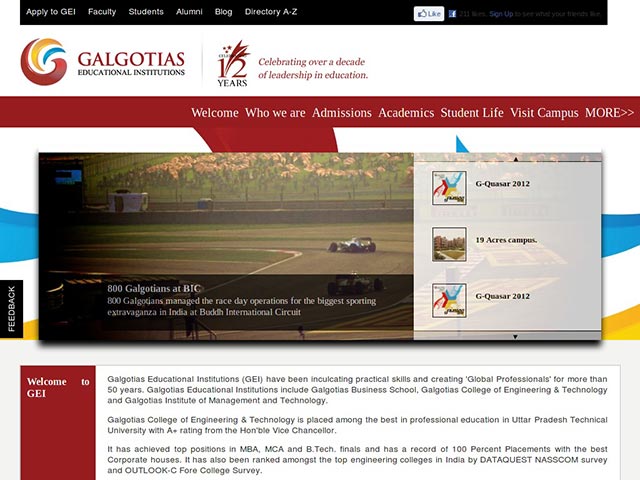 Apply to GEI Faculty Students Alumni Blog Directory A-Z
Like 211 likes. Sign Up to see what your friends like.
GALGOTIAS
EDUCATIONAL INSTITUTIONS
12
YEARS
Celebrating over a decade
of leadership in education.
Welcome Who we are Admissions Academics Student Life Visit Campus MORE>>
G-Quasar 2012
19 Acres campus.
G-Quasar 2012
800 Galgotians at BIC
800 Galgotians managed the race day operations for the biggest sporting
extravaganza in India at Buddh International Circuit
FEEDBACK
Welcome to
GEI
Galgotias Educational Institutions (GEI) have been inculcating practical skills and creating 'Global Professionals' for more than
50 years. Galgotias Educational Institutions include Galgotias Business School, Galgotias College of Engineering & Technology
and Galgotias Institute of Management and Technology.
Galgotias College of Engineering & Technology is placed among the best in professional education in Uttar Pradesh Technical
University with A+ rating from the Hon'ble Vice Chancellor.
It has achieved top positions in MBA, MCA and B.Tech. finals and has a record of 100 Percent Placements with the best
Corporate houses. It has also been ranked amongst the top engineering colleges in India by DATAQUEST NASSCOM survey
and OUTLOOK-C Fore College Survey.